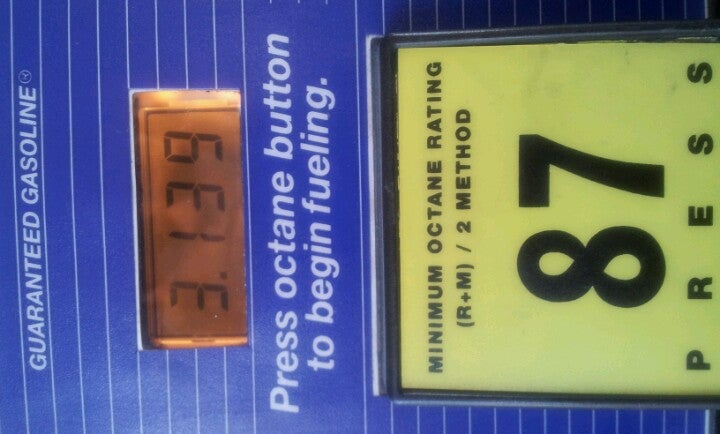 GUARANTEED GASOLINE®
3.139
Press octane button
to begin fueling.
MINIMUM OCTANE RATING
(R+M) / 2 METHOD
87
PRESS